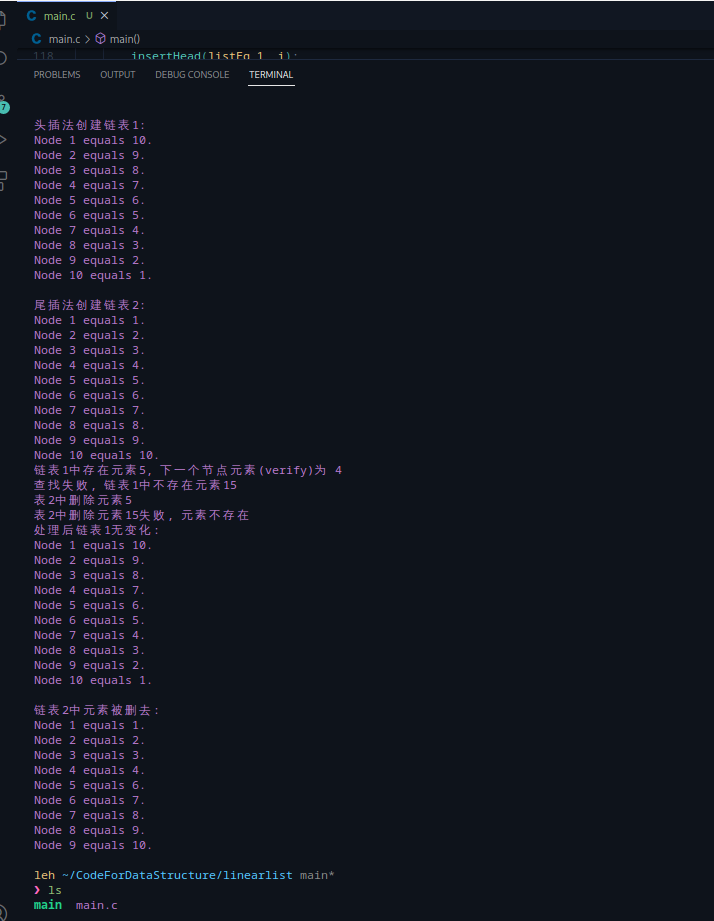 main.c U ×
main.c > main()
118 insertHead(listEg_1, i);
PROBLEMS OUTPUT DEBUG CONSOLE TERMINAL
7
头插法创建链表1:
Node 1 equals 10.
Node 2 equals 9.
Node 3 equals 8.
Node 4 equals 7.
Node 5 equals 6.
Node 6 equals 5.
Node 7 equals 4.
Node 8 equals 3.
Node 9 equals 2.
Node 10 equals 1.
尾插法创建链表2:
Node 1 equals 1.
Node 2 equals 2.
Node 3 equals 3.
Node 4 equals 4.
Node 5 equals 5.
Node 6 equals 6.
Node 7 equals 7.
Node 8 equals 8.
Node 9 equals 9.
Node 10 equals 10.
链表1中存在元素5, 下一个节点元素(verify)为 4
查找失败, 链表1中不存在元素15
表2中删除元素5
表2中删除元素15失败, 元素不存在
处理后链表1无变化:
Node 1 equals 10.
Node 2 equals 9.
Node 3 equals 8.
Node 4 equals 7.
Node 5 equals 6.
Node 6 equals 5.
Node 7 equals 4.
Node 8 equals 3.
Node 9 equals 2.
Node 10 equals 1.
链表2中元素被删去:
Node 1 equals 1.
Node 2 equals 2.
Node 3 equals 3.
Node 4 equals 4.
Node 5 equals 6.
Node 6 equals 7.
Node 7 equals 8.
Node 8 equals 9.
Node 9 equals 10.
leh ~/CodeForDataStructure/linearlist main*
❯ ls
main main.c